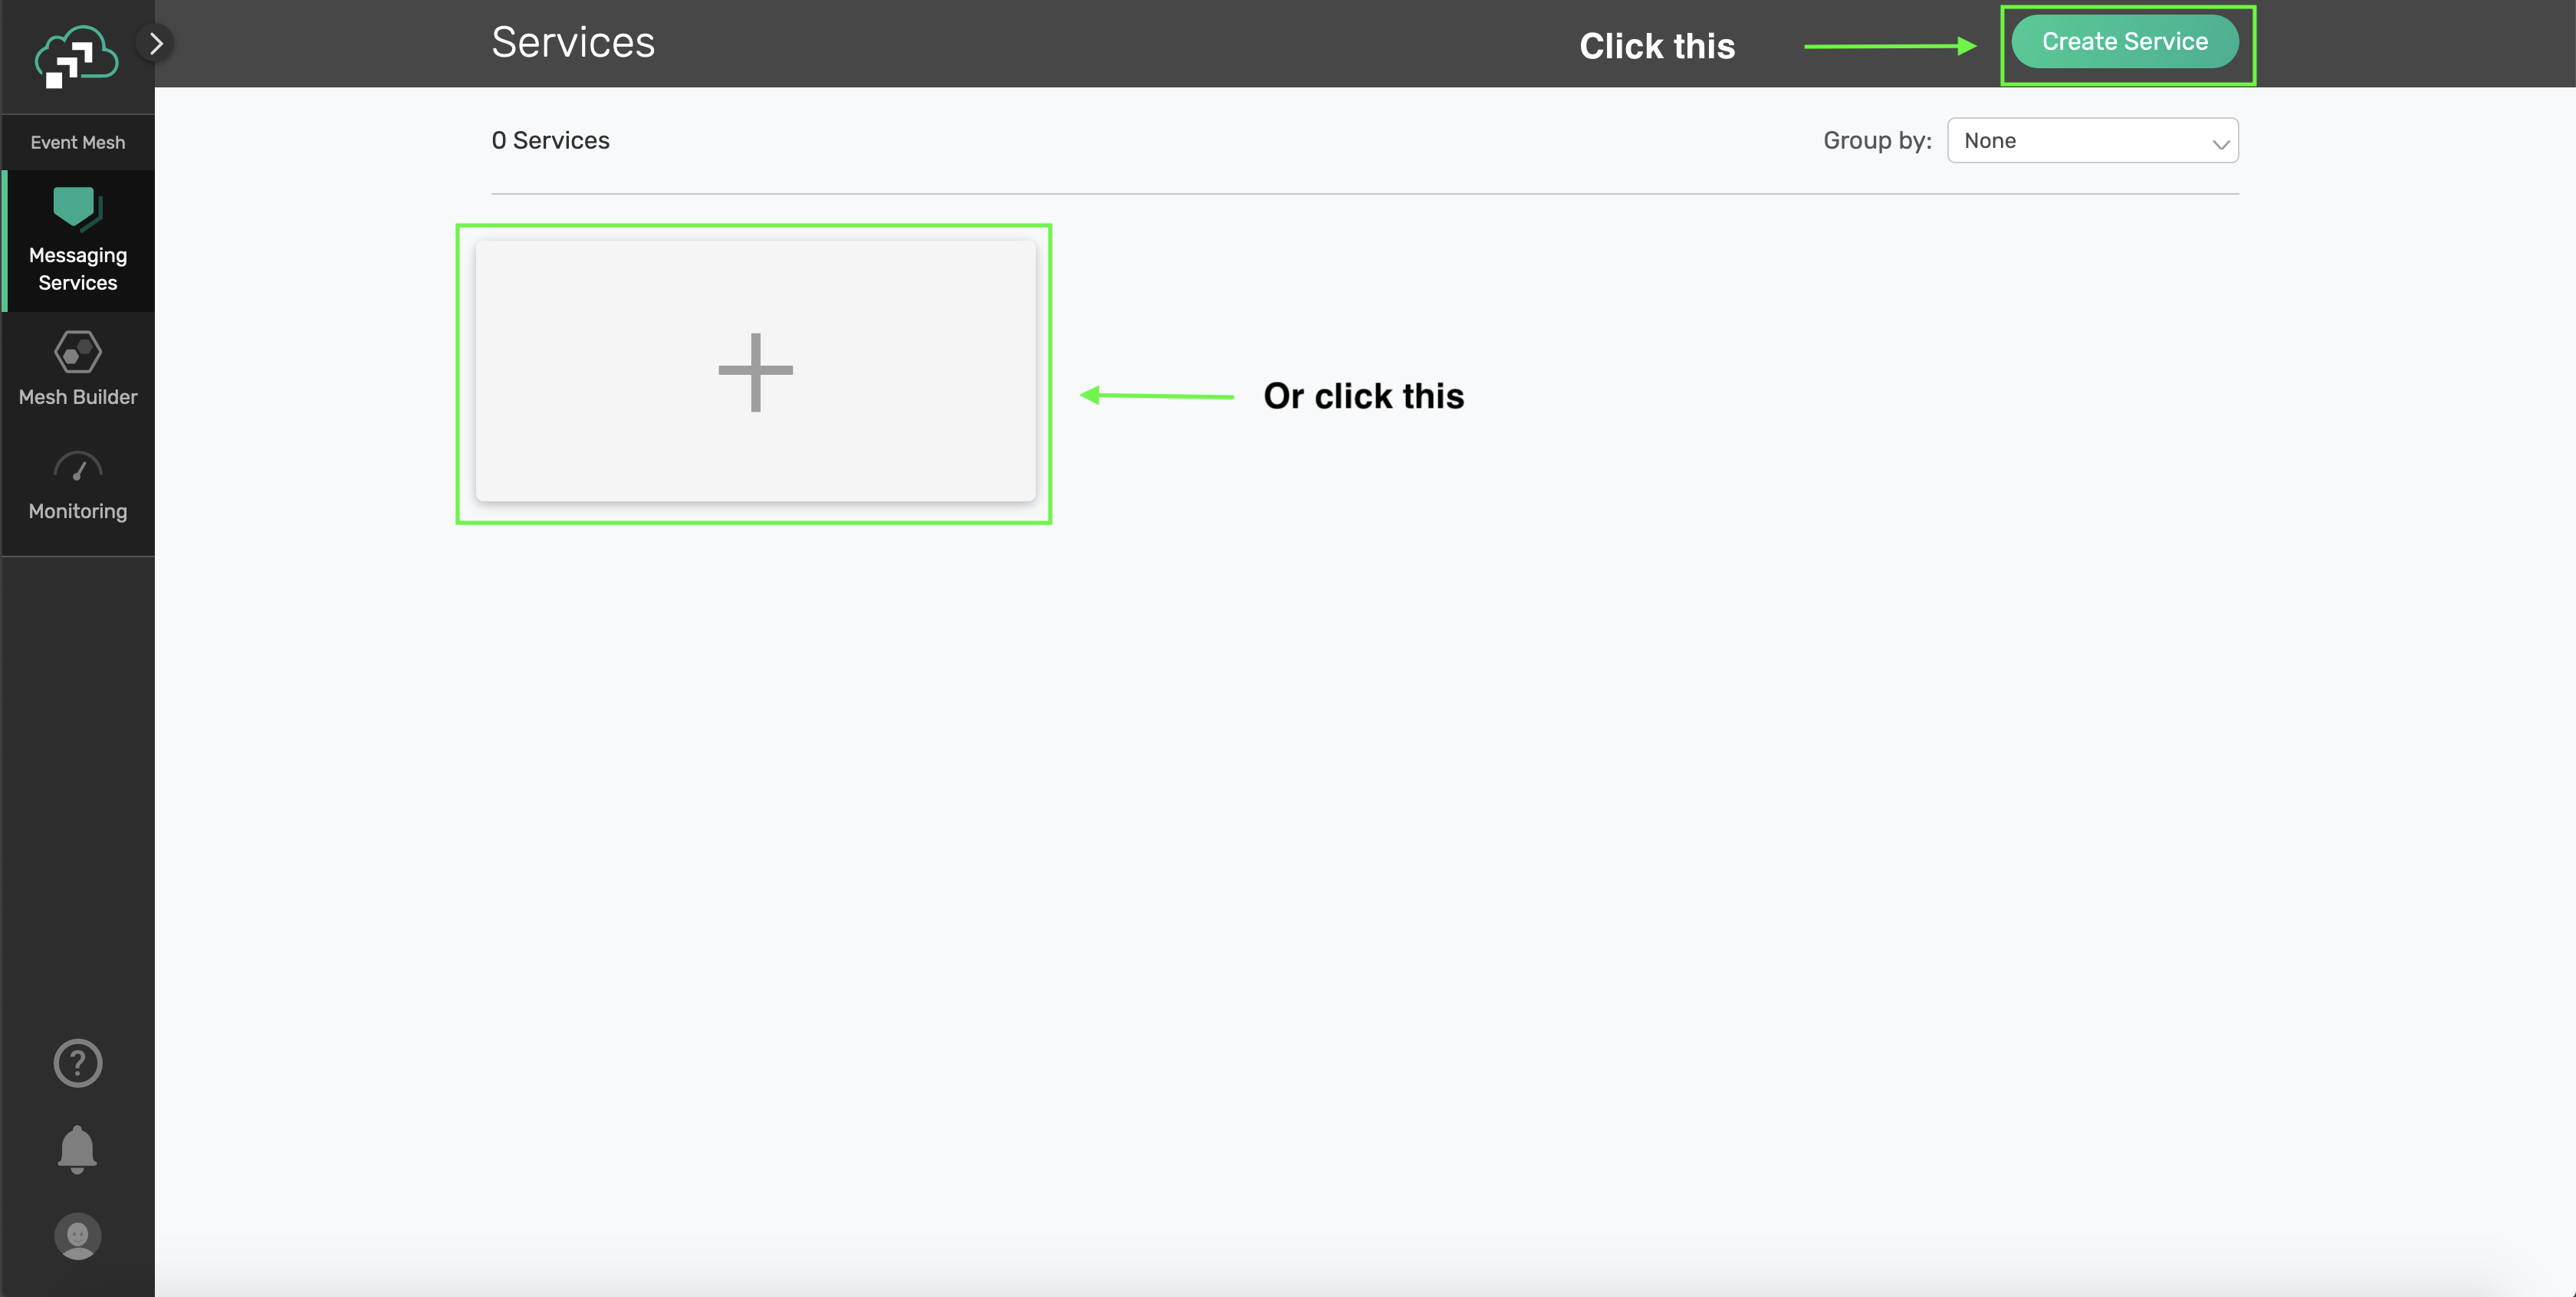 Services
Click this
Create Service
Event Mesh
0 Services
Group by:
None
Messaging
Services
Mesh Builder
Or click this
Monitoring
?